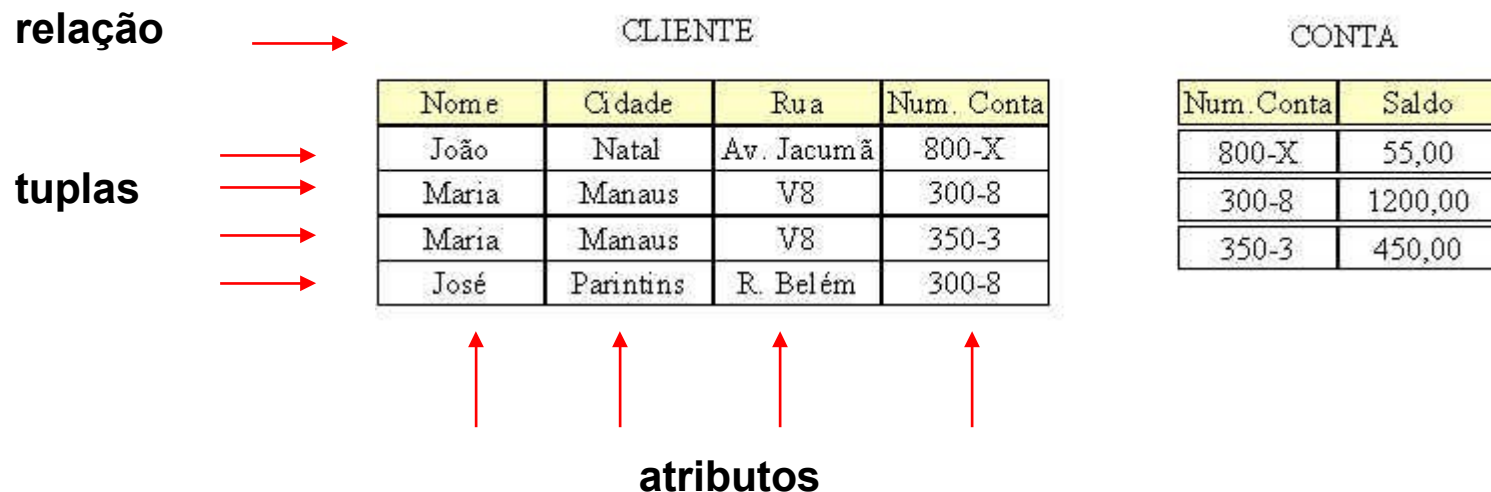 relação
CLIENTE
CONTA
Nome Cidade Rua Num. Conta
Num.Conta Saldo
João Natal Av. Jacumã 800-X
800-X 55,00
tuplas
Maria Manaus V8 300-8
300-8 1200,00
Maria Manaus V8 350-3
350-3 450,00
José Parintins R. Belém 300-8
atributos